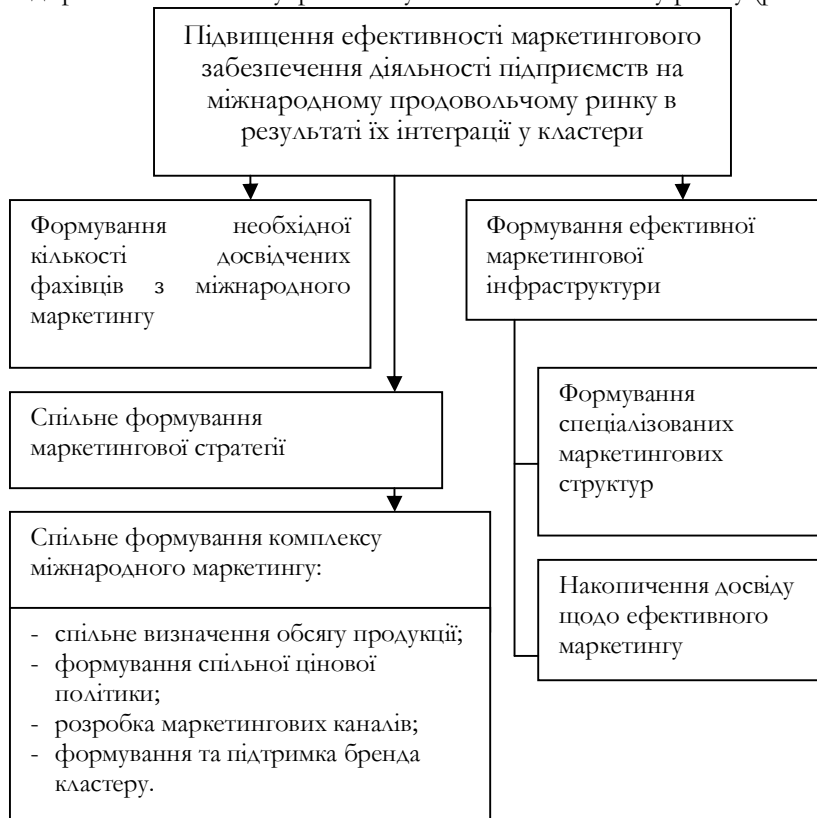 Підвищення ефективності маркетингового
забезпечення діяльності підприємств на
міжнародному продовольчому ринку в
результаті їх інтеграції у кластери
Формування необхідної
кількості досвідчених
фахівців з міжнародного
маркетингу
Формування ефективної
маркетингової
інфраструктури
Спільне формування
маркетингової стратегії
Формування
спеціалізованих
маркетингових
структур
Спільне формування комплексу
міжнародного маркетингу:
- спільне визначення обсягу продукції;
- формування спільної цінової
політики;
- розробка маркетингових каналів;
- формування та підтримка бренда
кластеру.
Накопичення досвіду
щодо ефективного
маркетингу